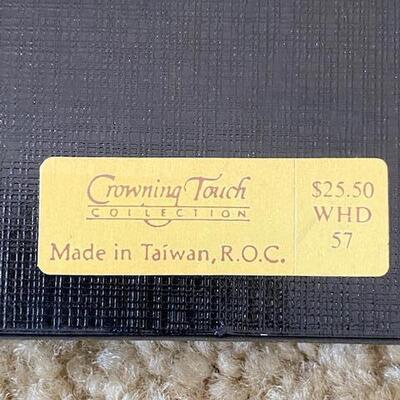 Crowning Touch
COLLECTION
Made in Taiwan, R.O.C.
$25.50
WHD
57